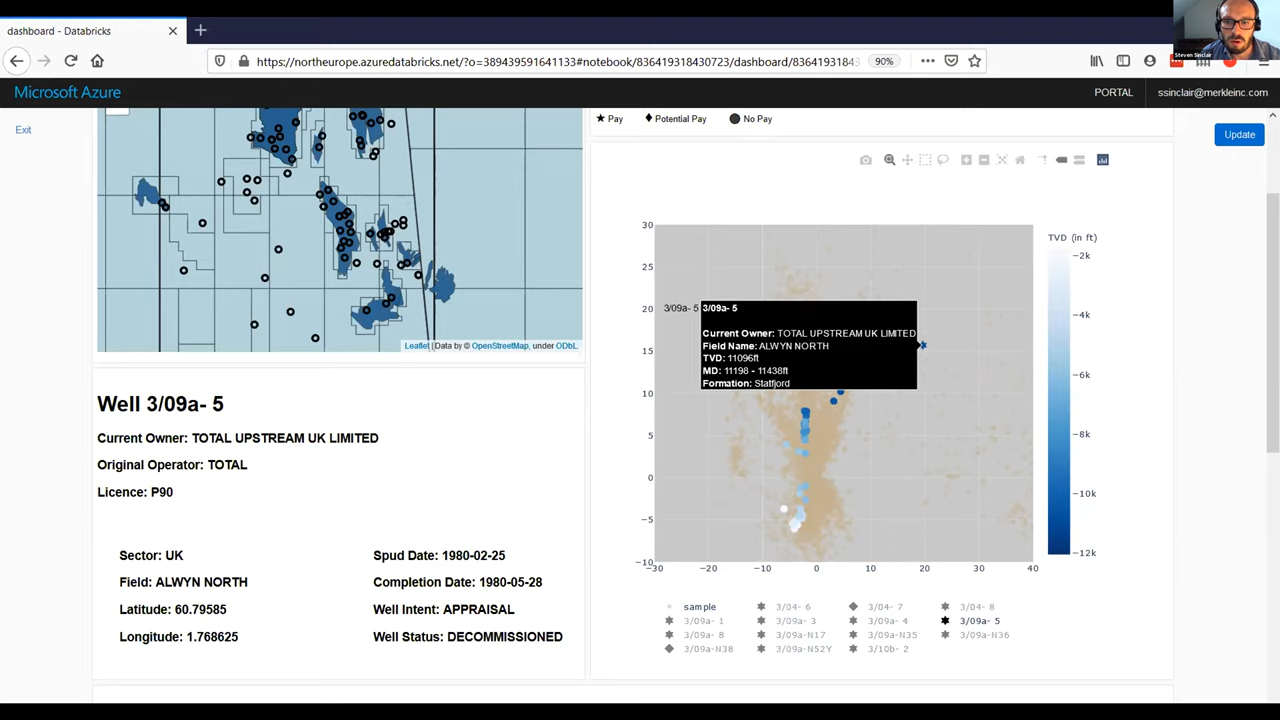 dashboard - Databricks
https://northeurope.azuredatabricks.net/
#notebook/836419318430723/dashboard/83641931843
90%
Steven Sinclair
Microsoft Azure
PORTAL
ssinclair@merkleinc.com
Exit
Update
★ Pay ♦ Potential Pay ● No Pay
Leaflet | Data by © OpenStreetMap, under ODbL.
TVD (in ft)
−2k
−4k
−6k
−8k
−10k
−12k
30
25
20
15
10
5
0
−5
−10
−30 −20 −10 0 10 20 30 40
3/09a- 5
3/09a- 5
Current Owner: TOTAL UPSTREAM UK LIMITED
Field Name: ALWYN NORTH
TVD: 11096ft
MD: 11198 - 11438ft
Formation: Statfjord
sample 3/04- 6 3/04- 7 3/04- 8
3/09a- 1 3/09a- 3 3/09a- 4 3/09a- 5
3/09a- 8 3/09a-N17 3/09a-N35 3/09a-N36
3/09a-N38 3/09a-N52Y 3/10b- 2
Well 3/09a- 5
Current Owner: TOTAL UPSTREAM UK LIMITED
Original Operator: TOTAL
Licence: P90
Sector: UK
Field: ALWYN NORTH
Latitude: 60.79585
Longitude: 1.768625
Spud Date: 1980-02-25
Completion Date: 1980-05-28
Well Intent: APPRAISAL
Well Status: DECOMMISSIONED